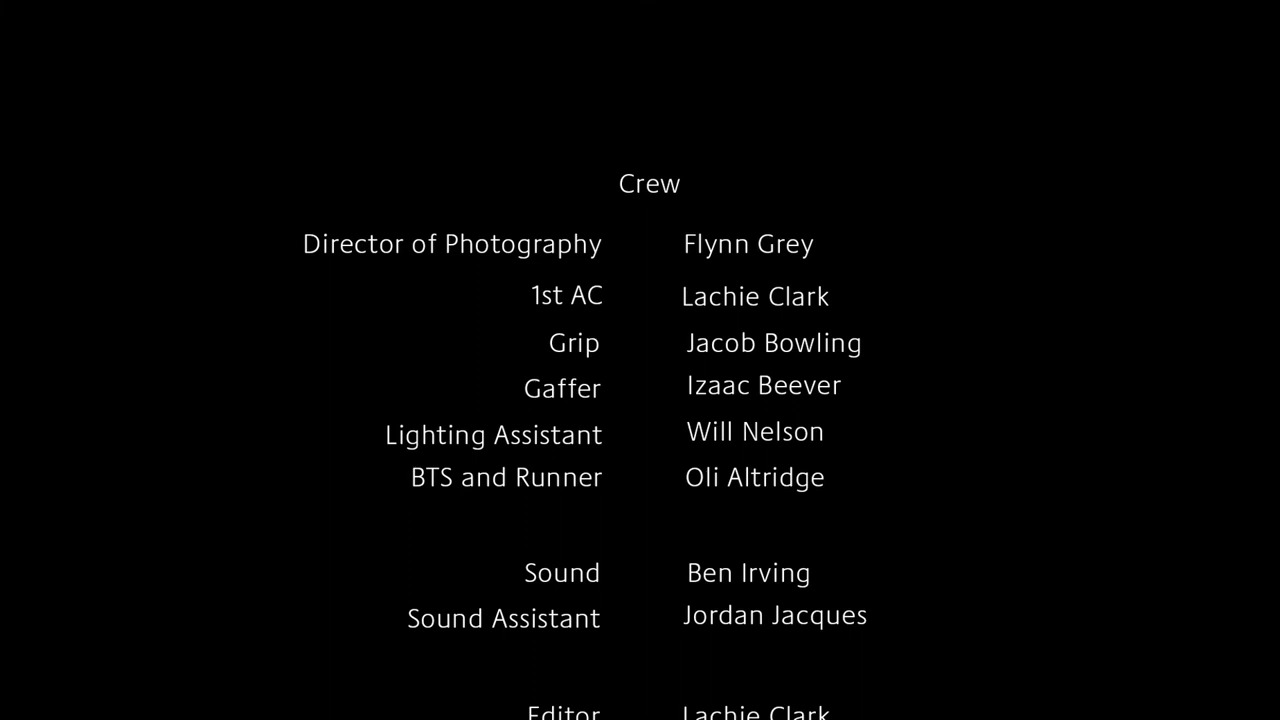 Crew
Director of Photography Flynn Grey
1st AC Lachie Clark
Grip Jacob Bowling
Gaffer Izaac Beever
Lighting Assistant Will Nelson
BTS and Runner Oli Altridge
Sound Ben Irving
Sound Assistant Jordan Jacques
Editor Lachie Clark